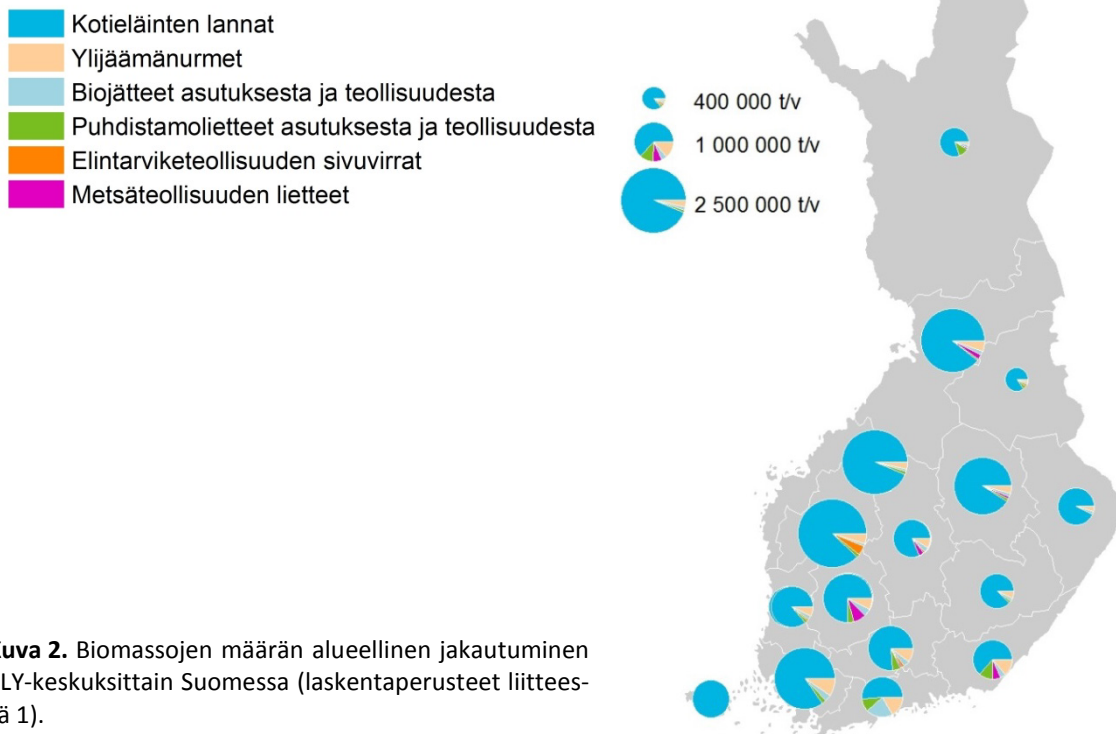 Kotieläinten lannat
Ylijäämänurmet
Biojätteet asutuksesta ja teollisuudesta
Puhdistamolietteet asutuksesta ja teollisuudesta
Elintarviketeollisuuden sivuvirrat
Metsäteollisuuden lietteet
400 000 t/v
1 000 000 t/v
2 500 000 t/v
uva 2. Biomassojen määrän alueellinen jakautuminen
LY-keskuksittain Suomessa (laskentaperusteet liittees-
ä 1).